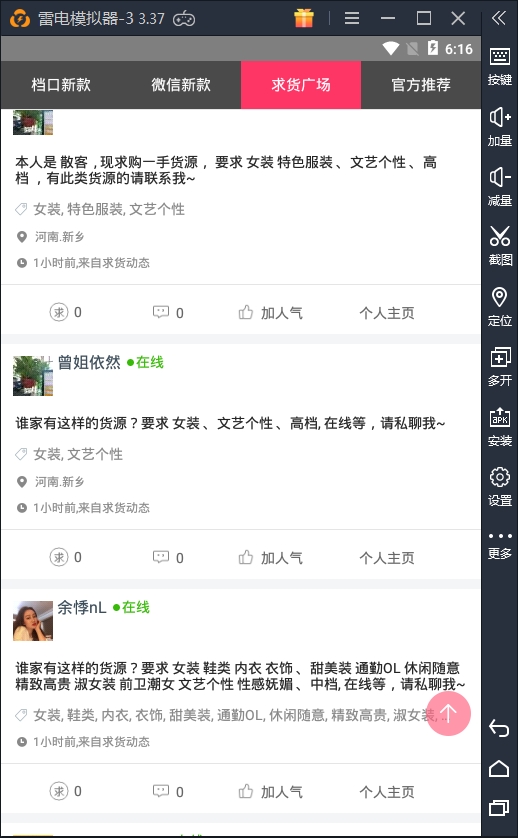 雷电模拟器-3 3.37
6:16
档口新款 微信新款 求货广场 官方推荐
本人是 散客 , 现求购一手货源 , 要求 女装 特色服装 、文艺个性 、高
档 , 有此类货源的请联系我~
女装, 特色服装, 文艺个性
河南.新乡
1小时前,来自求货动态
求 0 0 加人气 个人主页
曾姐依然 ●在线
谁家有这样的货源 ? 要求 女装 、文艺个性 、高档, 在线等 , 请私聊我~
女装, 文艺个性
河南.新乡
1小时前,来自求货动态
求 0 0 加人气 个人主页
余悸nL ●在线
谁家有这样的货源 ? 要求 女装 鞋类 内衣 衣饰 、甜美装 通勤OL 休闲随意
精致高贵 淑女装 前卫潮女 文艺个性 性感妩媚 、中档, 在线等 , 请私聊我~
女装, 鞋类, 内衣, 衣饰, 甜美装, 通勤OL, 休闲随意, 精致高贵, 淑女装, ..
1小时前,来自求货动态
求 0 0 加人气 个人主页
按键
加量
减量
截图
定位
多开
APK
安装
设置
更多